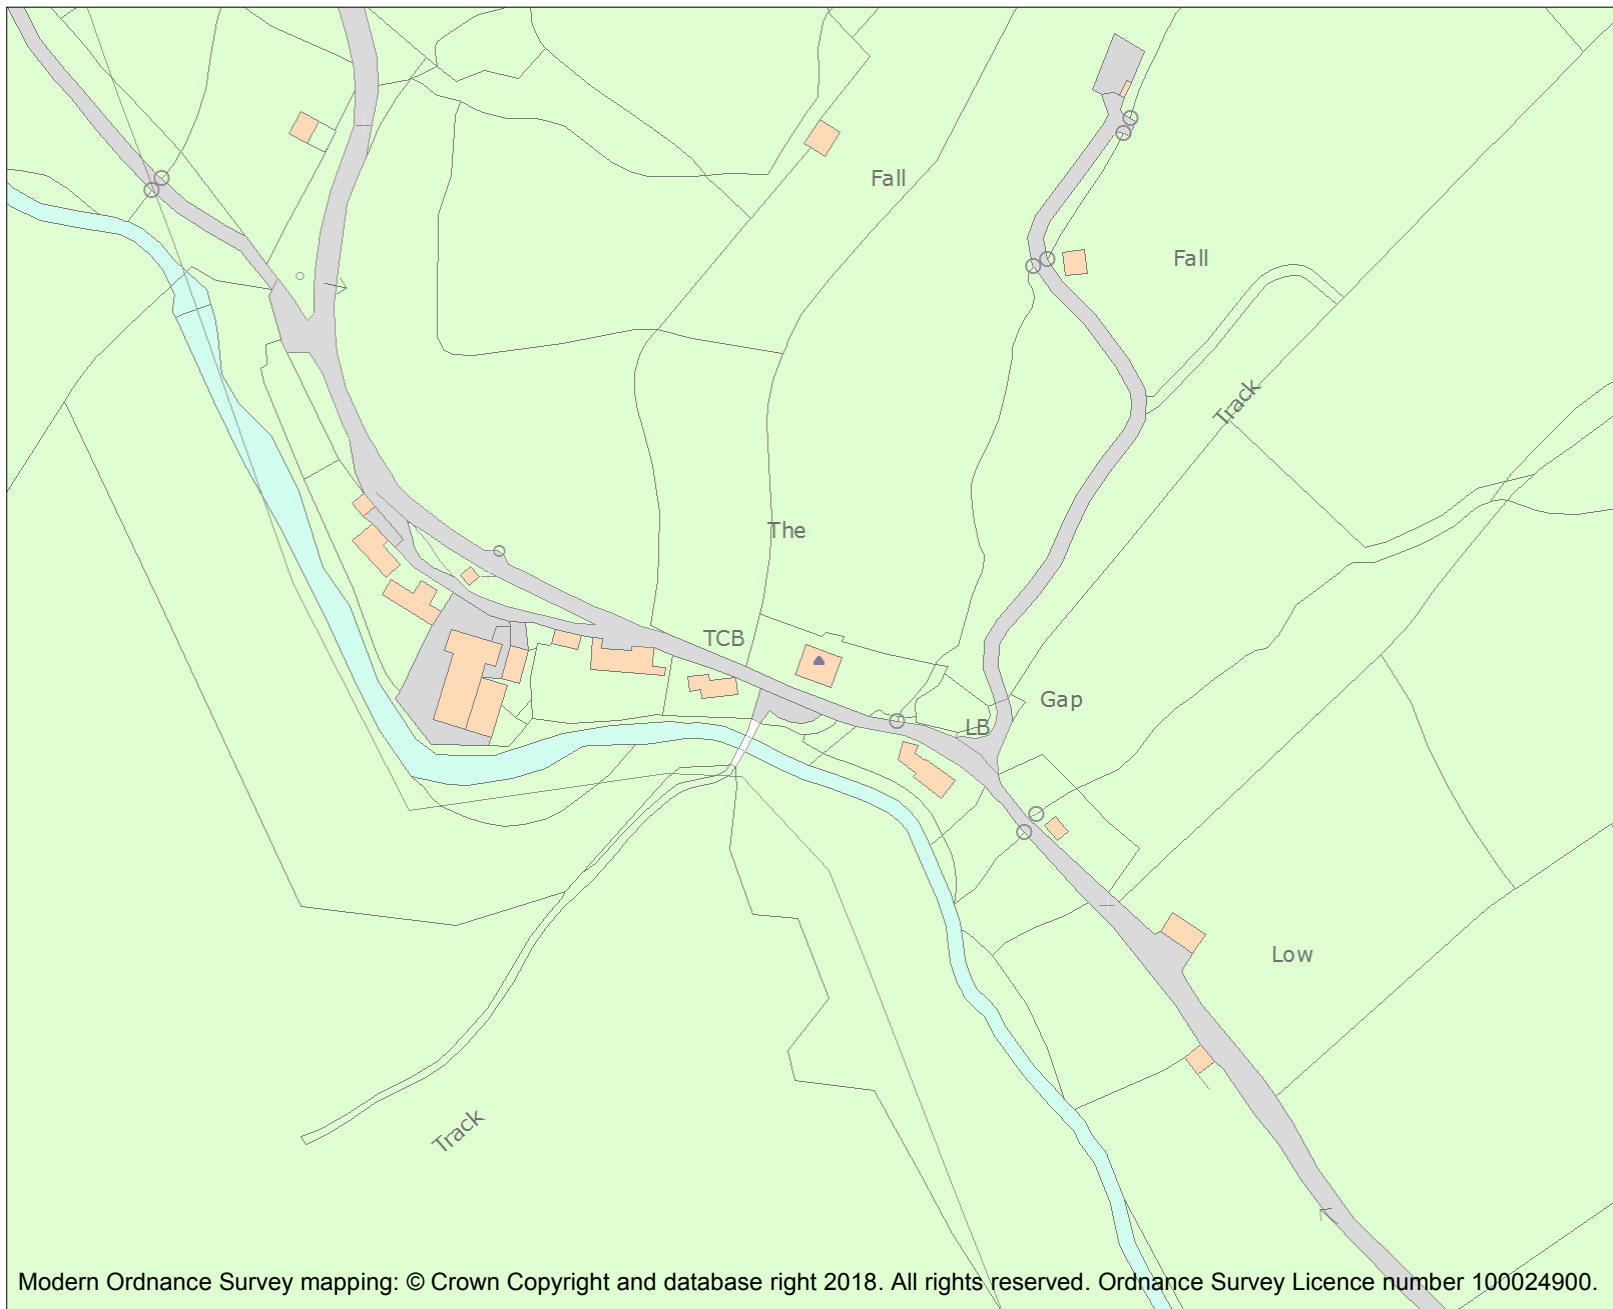 Fall
Fall
Track
The
TCB
Gap
LB
Low
Track
Modern Ordnance Survey mapping: © Crown Copyright and database right 2018. All rights reserved. Ordnance Survey Licence number 100024900.